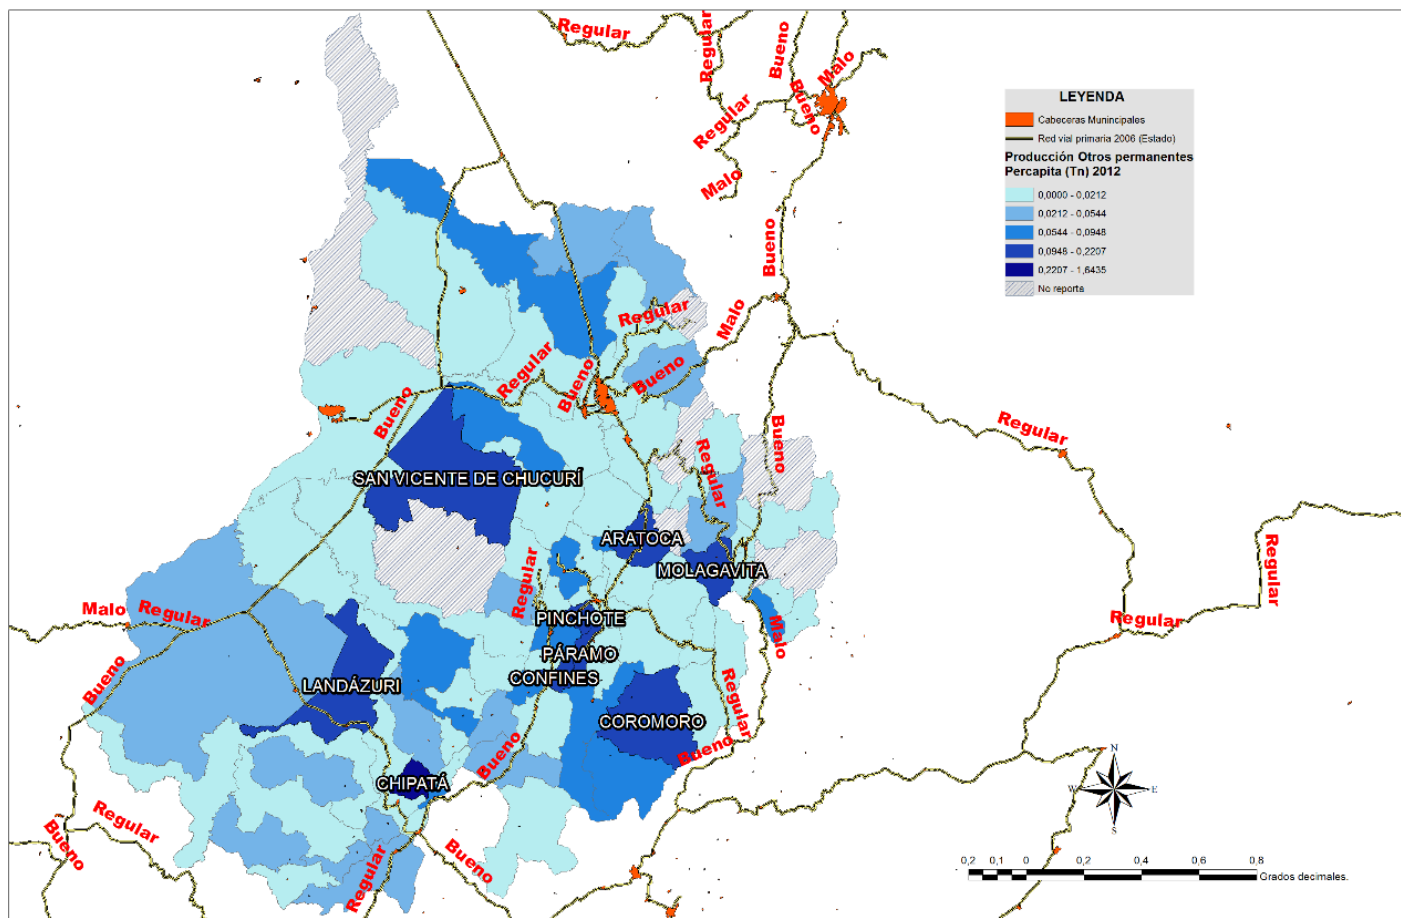 Regular
Regular
Bueno
Malo
Bueno
Regular
Malo
Bueno
LEYENDA
Cabeceras Munincipales
Red vial primaria 2006 (Estado)
Producción Otros permanentes
Percapita (Tn) 2012
0,0000 - 0,0212
0,0212 - 0,0544
0,0544 - 0,0948
0,0948 - 0,2207
0,2207 - 1,6435
No reporta
Regular
Malo
Regular
Bueno
Bueno
Bueno
Regular
Bueno
Regular
SAN VICENTE DE CHUCURÍ
ARATOCA
MOLAGAVITA
Regular
Regular
Regular
Malo
Regular
PINCHOTE
Malo
PÁRAMO
CONFINES
Bueno
LANDÁZURI
Regular
COROMORO
Bueno
Bueno
CHIPATÁ
N
W
E
S
Regular
Bueno
Regular
Bueno
0,2 0,1 0 0,2 0,4 0,6 0,8
Grados decimales.